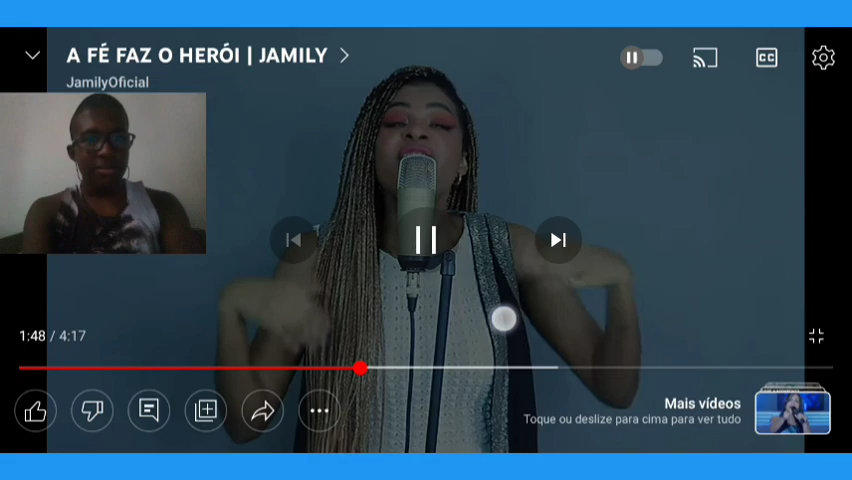 A FÉ FAZ O HERÓI | JAMILY
JamilyOficial
CC
1:48 / 4:17
Mais vídeos
Toque ou deslize para cima para ver tudo